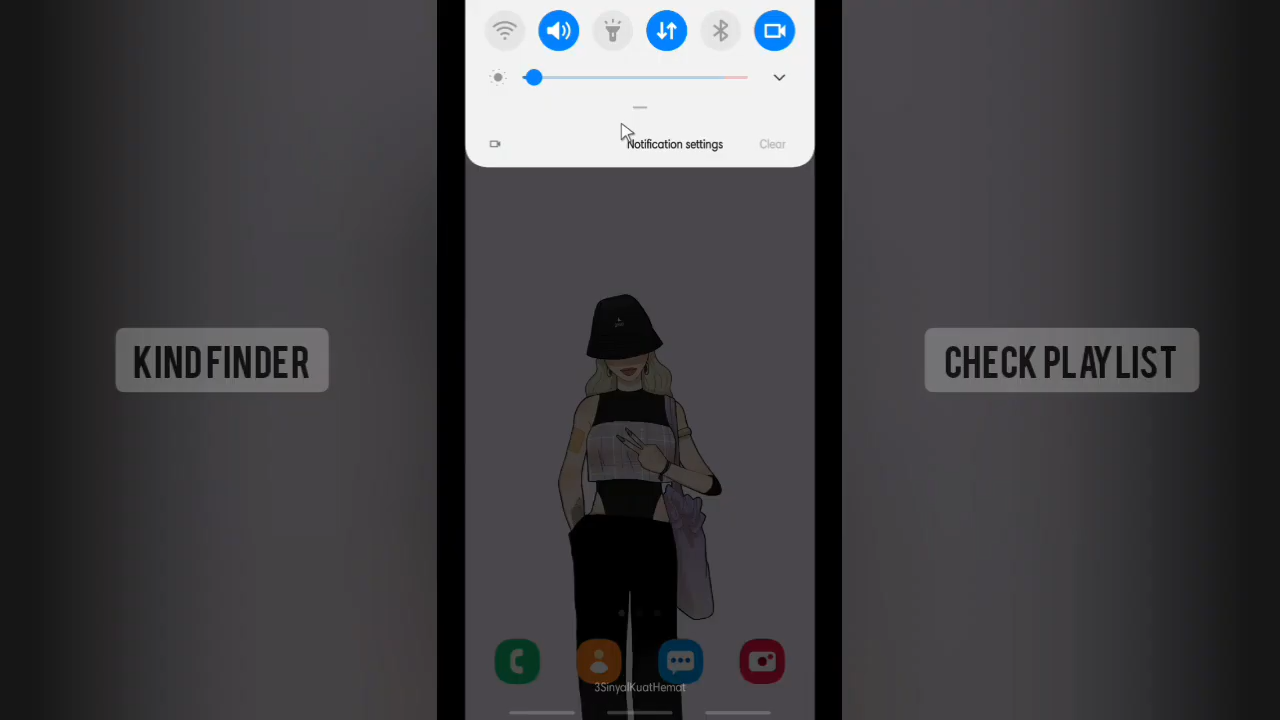 Notification settings
Clear
KIND FINDER
CHECK PLAYLIST
3SinyalKuatHemat